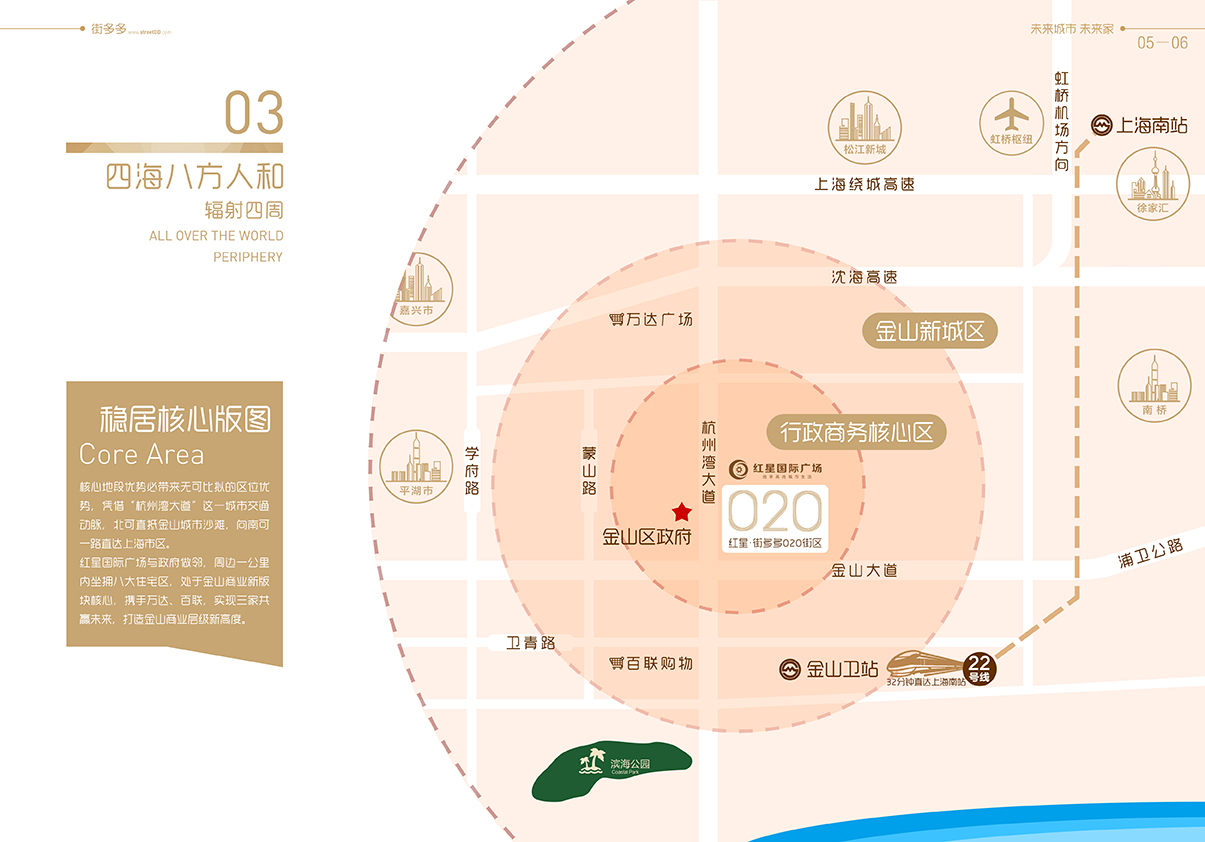 街多多 www.streetDD.com
未来城市 未来家
05—06
03
四海八方人和
辐射四周
ALL OVER THE WORLD
PERIPHERY
稳居核心版图
Core Area
核心地段优势必带来无可比拟的区位优
势，凭借“杭州湾大道”这一城市交通
动脉，北可直抵金山城市沙滩，向南可
一路直达上海市区。
红星国际广场与政府做邻，周边一公里
内坐拥八大住宅区，处于金山商业新版
块核心，携手万达、百联，实现三家共
赢未来，打造金山商业层级新高度。
虹桥机场方向
上海南站
松江新城
虹桥枢纽
徐家汇
上海绕城高速
沈海高速
嘉兴市
万达广场
金山新城区
南桥
行政商务核心区
平湖市
学府路
蒙山路
杭州湾大道
红星国际广场
020
红星·街多多020街区
金山区政府
金山大道
浦卫公路
卫青路
百联购物
金山卫站
32分钟直达上海南站
22
号线
滨海公园
Coastal Park